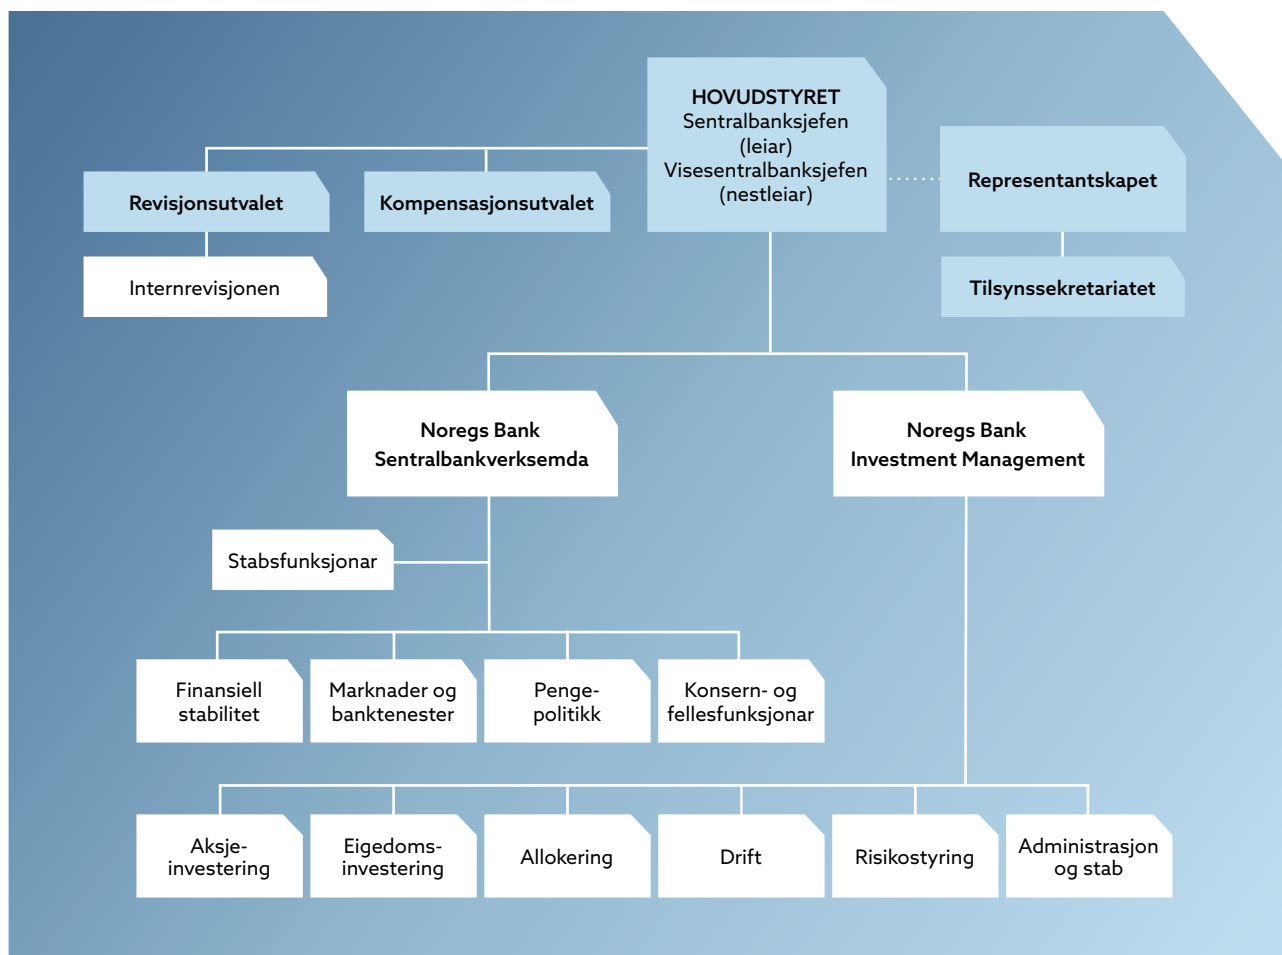 HOVUDSTYRET
Sentralbanksjefen
(leiar)
Visesentralbanksjefen
(nestleiar)
Representantskapet
Revisjonsutvalet
Kompensasjonsutvalet
Internrevisjonen
Tilsynssekretariatet
Noregs Bank
Sentralbankverksemda
Noregs Bank
Investment Management
Stabsfunksjonar
Finansiell
stabilitet
Marknader og
banktenester
Penge-
politikk
Konsern- og
fellesfunksjonar
Aksje-
investering
Eigedoms-
investering
Allokering
Drift
Risikostyring
Administrasjon
og stab